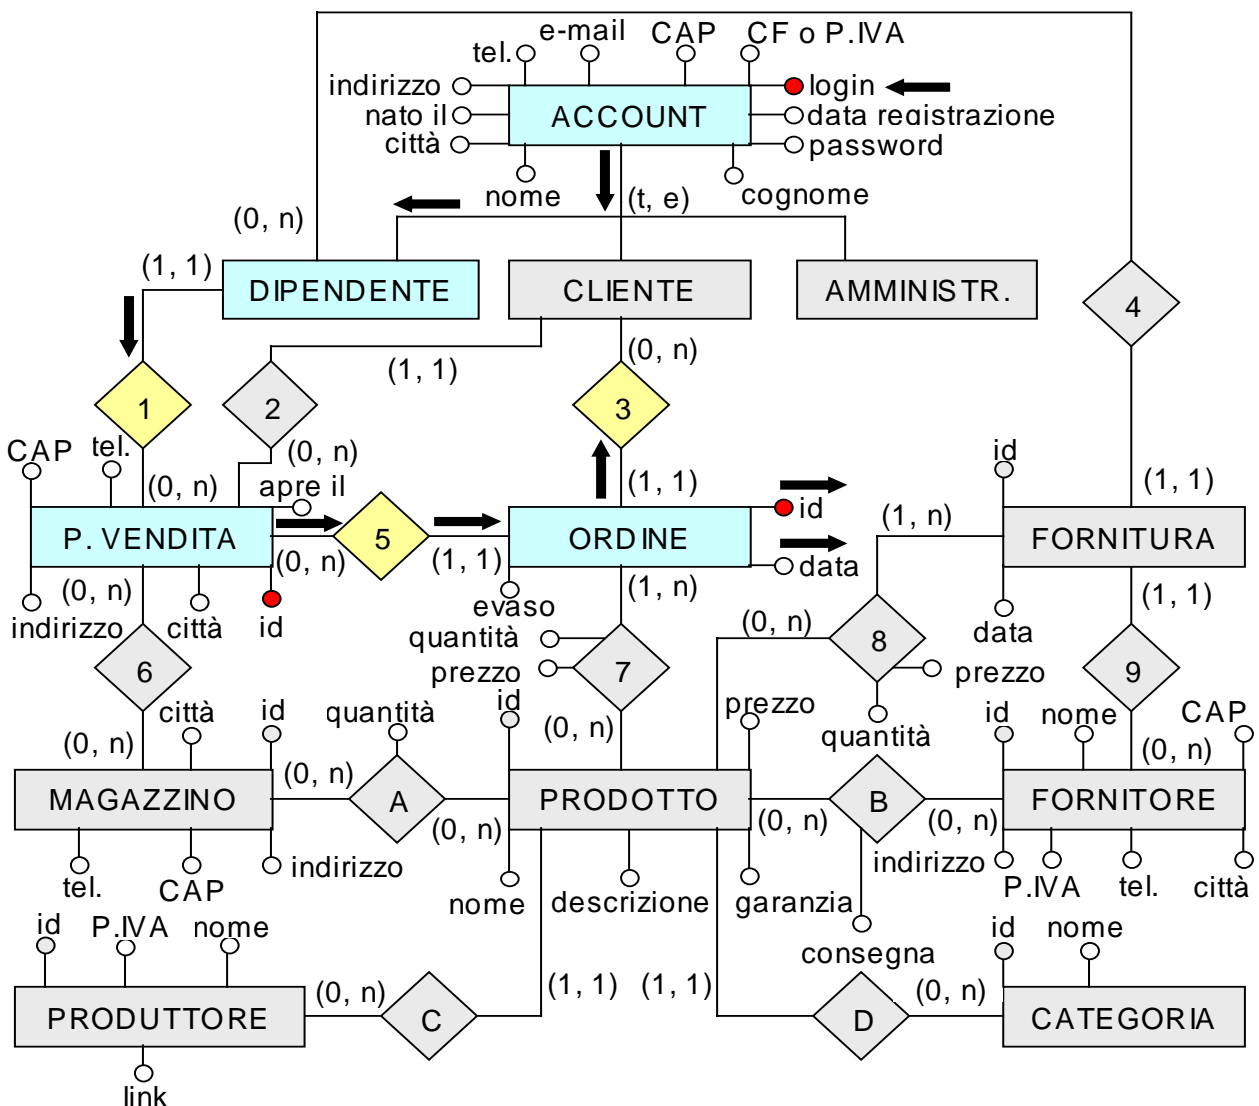 e-mail CAP CF o P.IVA
tel.
indirizzo login
nato il ACCOUNT data registrazione
città password
nome cognome
(0, n) (t, e)
(1, 1)
DIPENDENTE CLIENTE AMMINISTR. 4
(1, 1) (0, n)
1 2 3
CAP tel. (0, n) id
(0, n) apre il (1, 1) (1, 1)
id (1, n)
P. VENDITA 5 ORDINE FORNITURA
(0, n) (1, 1) data
(0, n) (1, n) (1, 1)
indirizzo città id evaso
quantità (0, n) data
6 prezzo 7 8 prezzo 9
città id quantità id prezzo id nome CAP
(0, n) (0, n) quantità (0, n)
MAGAZZINO (0, n) A PRODOTTO B FORNITORE
(0, n) (0, n) (0, n)
tel. CAP indirizzo indirizzo P.IVA tel. città
nome descrizione garanzia
id P.IVA nome id nome
consegna
(0, n) (1, 1) (1, 1) (0, n)
PRODUTTORE C D CATEGORIA
link